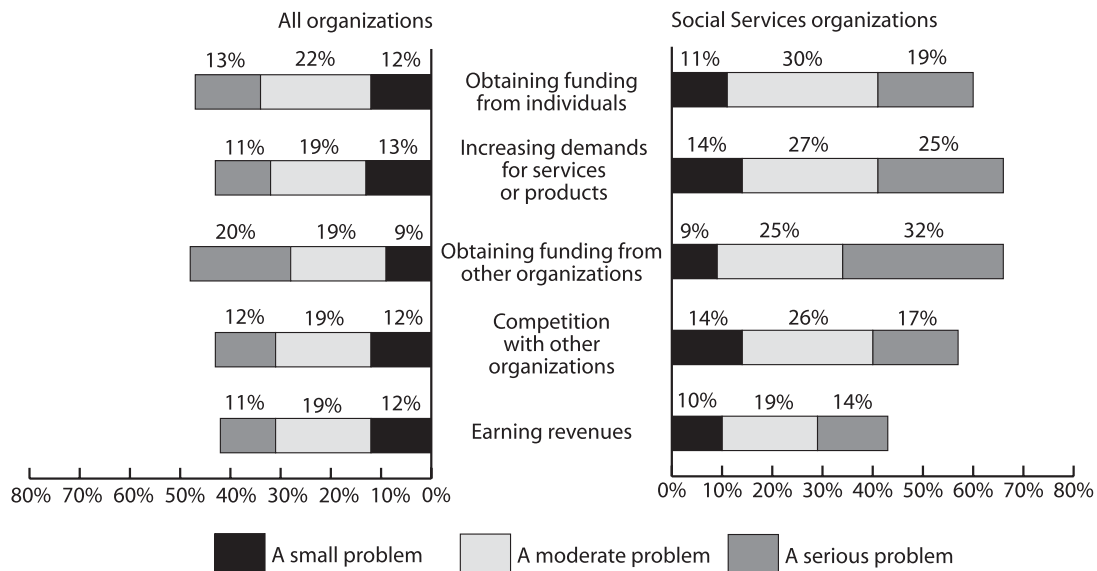 All organizations
Social Services organizations
13% 22% 12%
Obtaining funding
from individuals
11% 30% 19%
11% 19% 13%
Increasing demands
for services
or products
14% 27% 25%
20% 19% 9%
Obtaining funding from
other organizations
9% 25% 32%
12% 19% 12%
Competition
with other
organizations
14% 26% 17%
11% 19% 12%
Earning revenues
10% 19% 14%
80% 70% 60% 50% 40% 30% 20% 10% 0%
0% 10% 20% 30% 40% 50% 60% 70% 80%
A small problem
A moderate problem
A serious problem